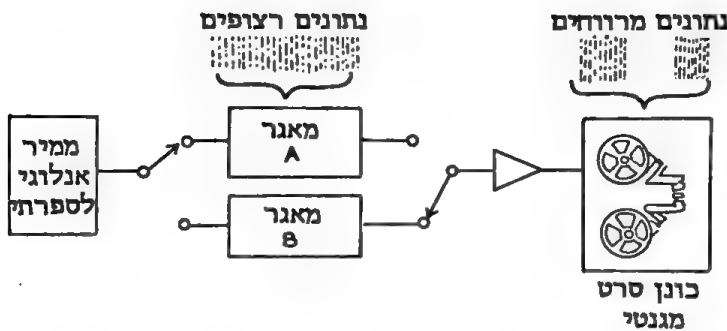 נתונים רצופים
נתונים מרווחים
ממיר
אנלוגי
לספרתי
מאגר
A
מאגר
B
כונן סרט
מגנטי